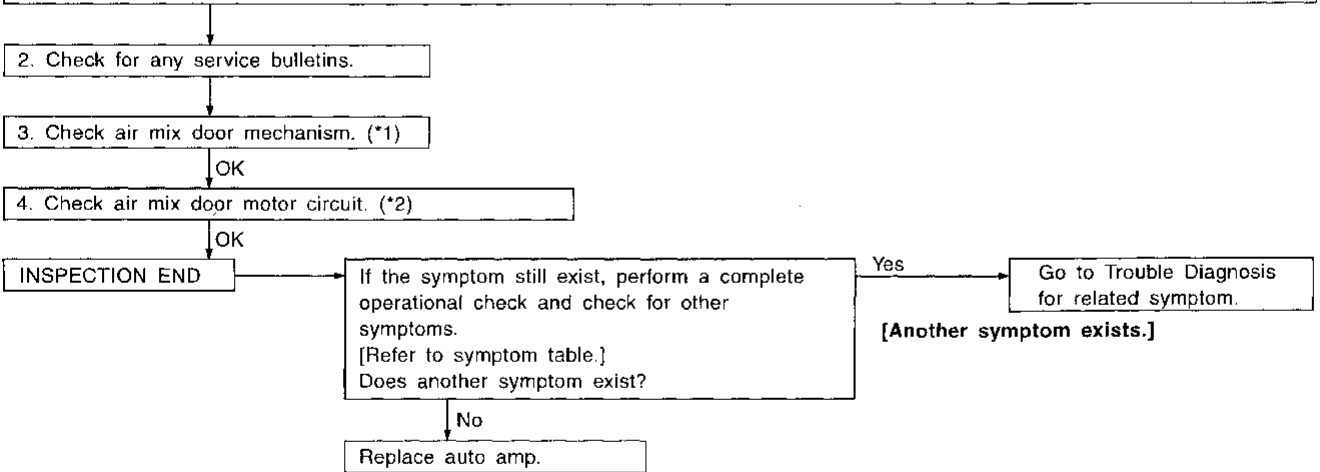 2. Check for any service bulletins.
3. Check air mix door mechanism. (*1)
OK
4. Check air mix door motor circuit. (*2)
OK
INSPECTION END
If the symptom still exist, perform a complete
operational check and check for other
symptoms.
[Refer to symptom table.]
Does another symptom exist?
Yes
Go to Trouble Diagnosis
for related symptom.
[Another symptom exists.]
No
Replace auto amp.